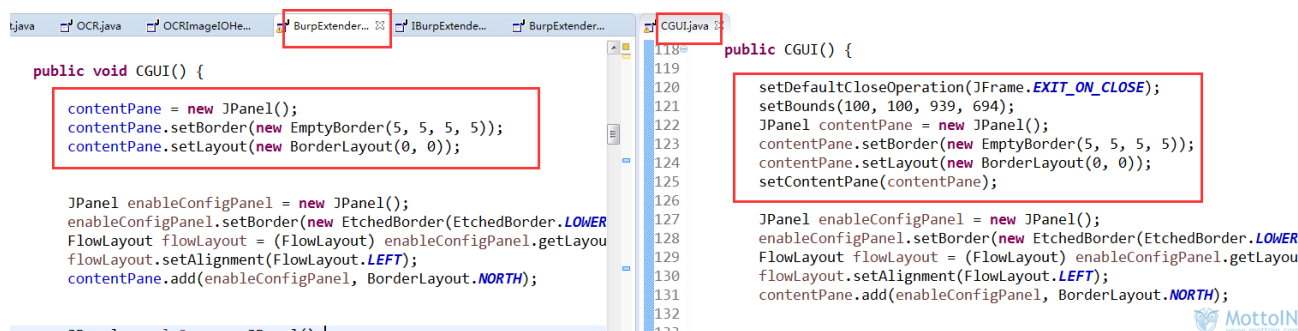 t.java OCR.java OCRImageIOHe... BurpExtender... IBurpExtende... BurpExtender...
public void CGUI() {
contentPane = new JPanel();
contentPane.setBorder(new EmptyBorder(5, 5, 5, 5));
contentPane.setLayout(new BorderLayout(0, 0));
JPanel enableConfigPanel = new JPanel();
enableConfigPanel.setBorder(new EtchedBorder(EtchedBorder.LOWER
FlowLayout flowLayout = (FlowLayout) enableConfigPanel.getLayou
flowLayout.setAlignment(FlowLayout.LEFT);
contentPane.add(enableConfigPanel, BorderLayout.NORTH);
CGUI.java
118 public CGUI() {
119
120 setDefaultCloseOperation(JFrame.EXIT_ON_CLOSE);
121 setBounds(100, 100, 939, 694);
122 JPanel contentPane = new JPanel();
123 contentPane.setBorder(new EmptyBorder(5, 5, 5, 5));
124 contentPane.setLayout(new BorderLayout(0, 0));
125 setContentPane(contentPane);
126
127 JPanel enableConfigPanel = new JPanel();
128 enableConfigPanel.setBorder(new EtchedBorder(EtchedBorder.LOWER
129 FlowLayout flowLayout = (FlowLayout) enableConfigPanel.getLayou
130 flowLayout.setAlignment(FlowLayout.LEFT);
131 contentPane.add(enableConfigPanel, BorderLayout.NORTH);
132
MottoIN